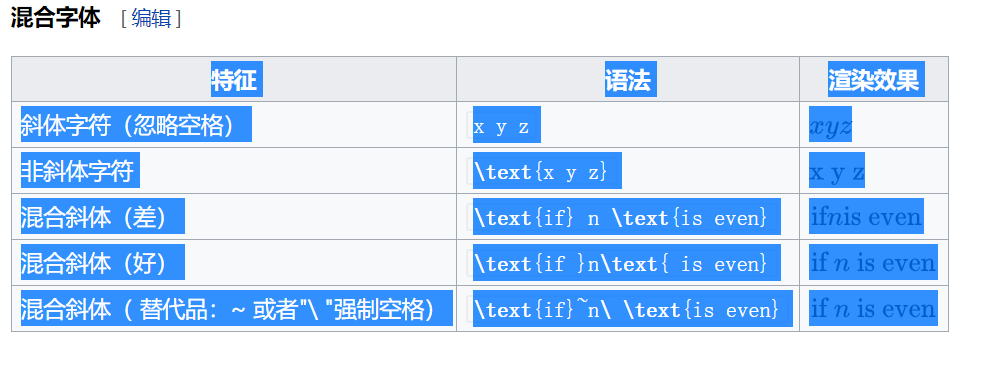 混合字体 [编辑]
特征 语法 渲染效果
斜体字符（忽略空格） x y z xyz
非斜体字符 \text{x y z} x y z
混合斜体（差） \text{if} n \text{is even} ifnis even
混合斜体（好） \text{if }n\text{ is even} if n is even
混合斜体（ 替代品：~ 或者"\ "强制空格） \text{if}~n\ \text{is even} if n is even